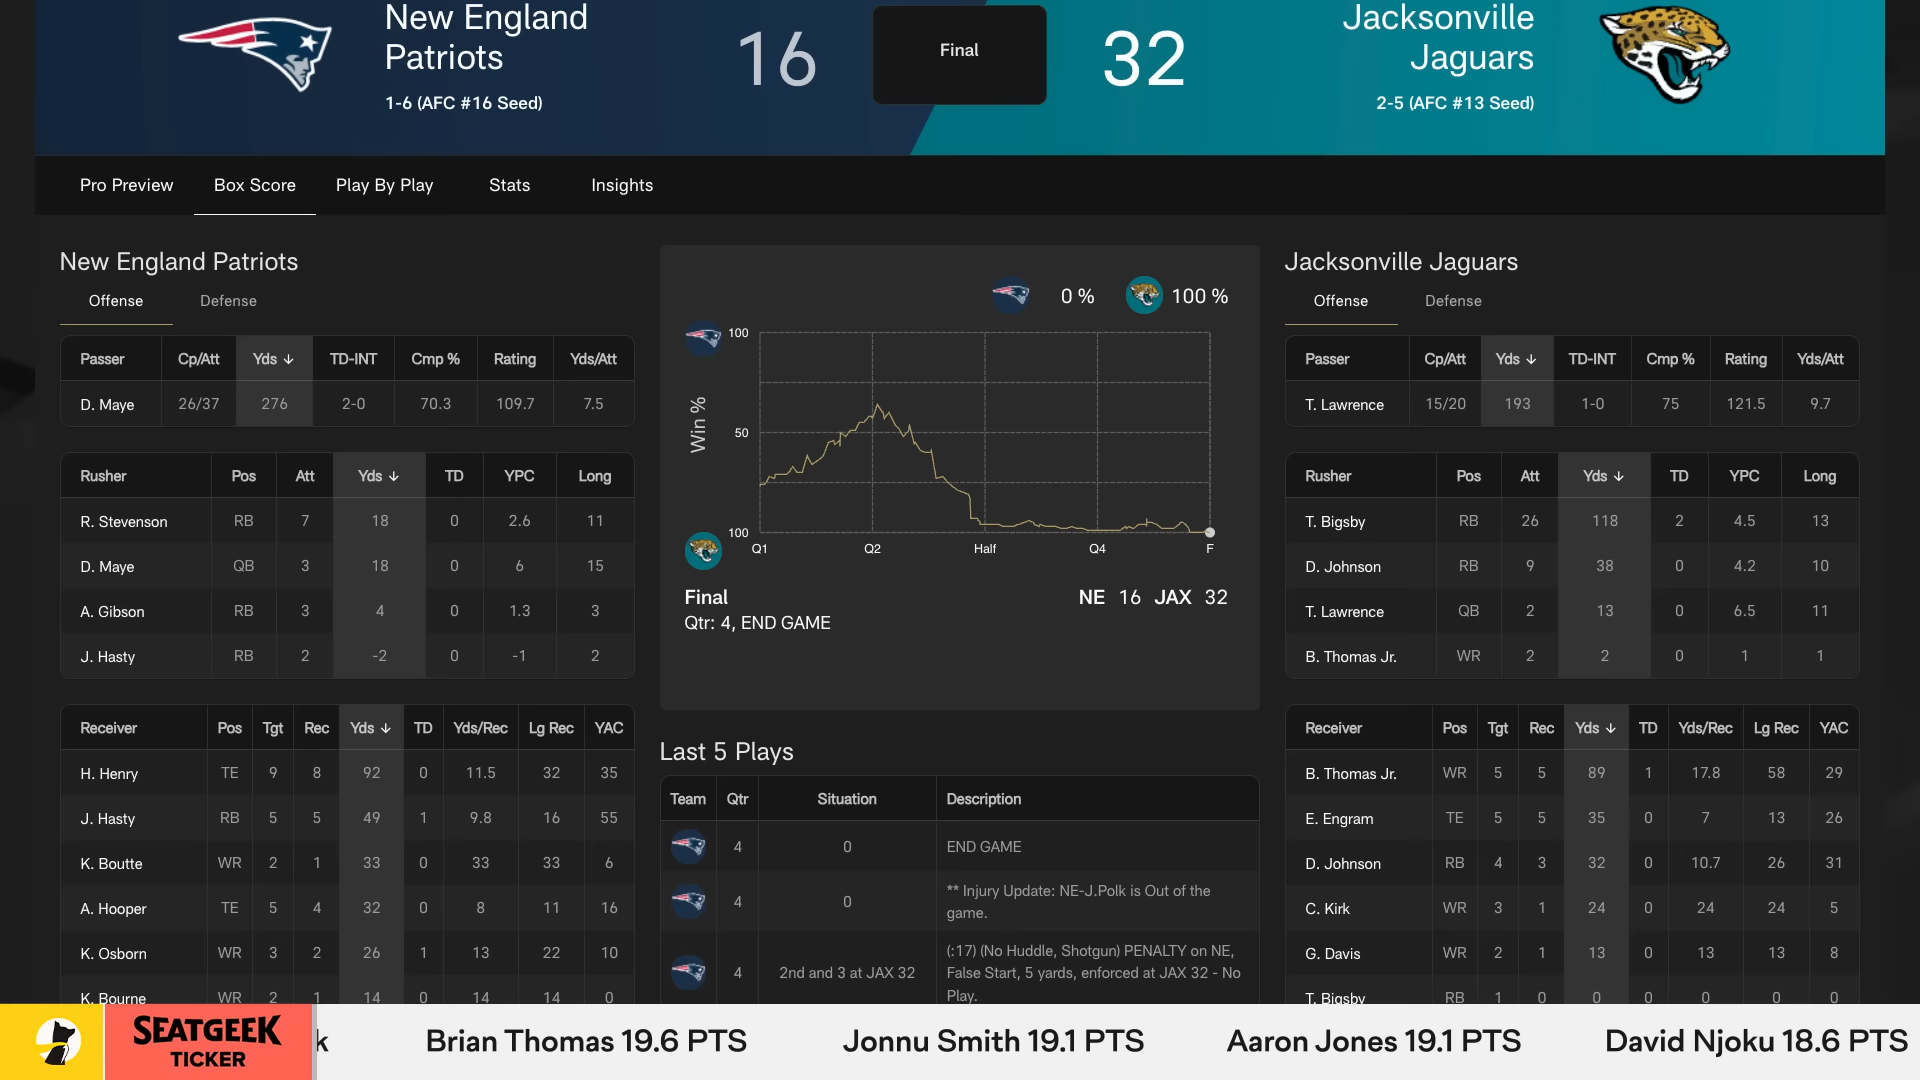 New England
Patriots
1-6 (AFC #16 Seed)
16
Final
32
Jacksonville
Jaguars
2-5 (AFC #13 Seed)
Pro Preview Box Score Play By Play Stats Insights
New England Patriots
Offense Defense
Passer Cp/Att Yds ↓ TD-INT Cmp % Rating Yds/Att
D. Maye 26/37 276 2-0 70.3 109.7 7.5
Rusher Pos Att Yds ↓ TD YPC Long
R. Stevenson RB 7 18 0 2.6 11
D. Maye QB 3 18 0 6 15
A. Gibson RB 3 4 0 1.3 3
J. Hasty RB 2 -2 0 -1 2
Receiver Pos Tgt Rec Yds ↓ TD Yds/Rec Lg Rec YAC
H. Henry TE 9 8 92 0 11.5 32 35
J. Hasty RB 5 5 49 1 9.8 16 55
K. Boutte WR 2 1 33 0 33 33 6
A. Hooper TE 5 4 32 0 8 11 16
K. Osborn WR 3 2 26 1 13 22 10
K. Bourne WR 2 1 14 0 14 14 0
0 % 100 %
100
Win %
50
100
Q1 Q2 Half Q4 F
Final NE 16 JAX 32
Qtr: 4, END GAME
Last 5 Plays
Team Qtr Situation Description
4 0 END GAME
4 0 ** Injury Update: NE-J.Polk is Out of the
game.
4 2nd and 3 at JAX 32 (:17) (No Huddle, Shotgun) PENALTY on NE,
False Start, 5 yards, enforced at JAX 32 - No
Play.
Jacksonville Jaguars
Offense Defense
Passer Cp/Att Yds ↓ TD-INT Cmp % Rating Yds/Att
T. Lawrence 15/20 193 1-0 75 121.5 9.7
Rusher Pos Att Yds ↓ TD YPC Long
T. Bigsby RB 26 118 2 4.5 13
D. Johnson RB 9 38 0 4.2 10
T. Lawrence QB 2 13 0 6.5 11
B. Thomas Jr. WR 2 2 0 1 1
Receiver Pos Tgt Rec Yds ↓ TD Yds/Rec Lg Rec YAC
B. Thomas Jr. WR 5 5 89 1 17.8 58 29
E. Engram TE 5 5 35 0 7 13 26
D. Johnson RB 4 3 32 0 10.7 26 31
C. Kirk WR 3 1 24 0 24 24 5
G. Davis WR 2 1 13 0 13 13 8
T. Bigsby RB 1 0 0 0 0 0 0
SEATGEEK
TICKER
k Brian Thomas 19.6 PTS Jonnu Smith 19.1 PTS Aaron Jones 19.1 PTS David Njoku 18.6 PTS